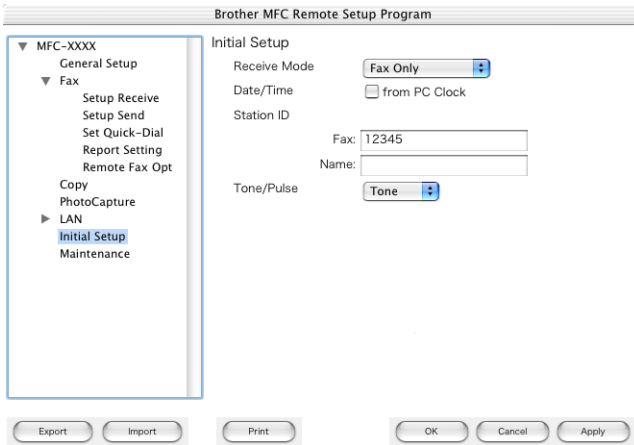 Brother MFC Remote Setup Program
MFC-XXXX
General Setup
Fax
Setup Receive
Setup Send
Set Quick-Dial
Report Setting
Remote Fax Opt
Copy
PhotoCapture
LAN
Initial Setup
Maintenance
Initial Setup
Receive Mode Fax Only
Date/Time from PC Clock
Station ID
Fax: 12345
Name:
Tone/Pulse Tone
Export Import Print OK Cancel Apply